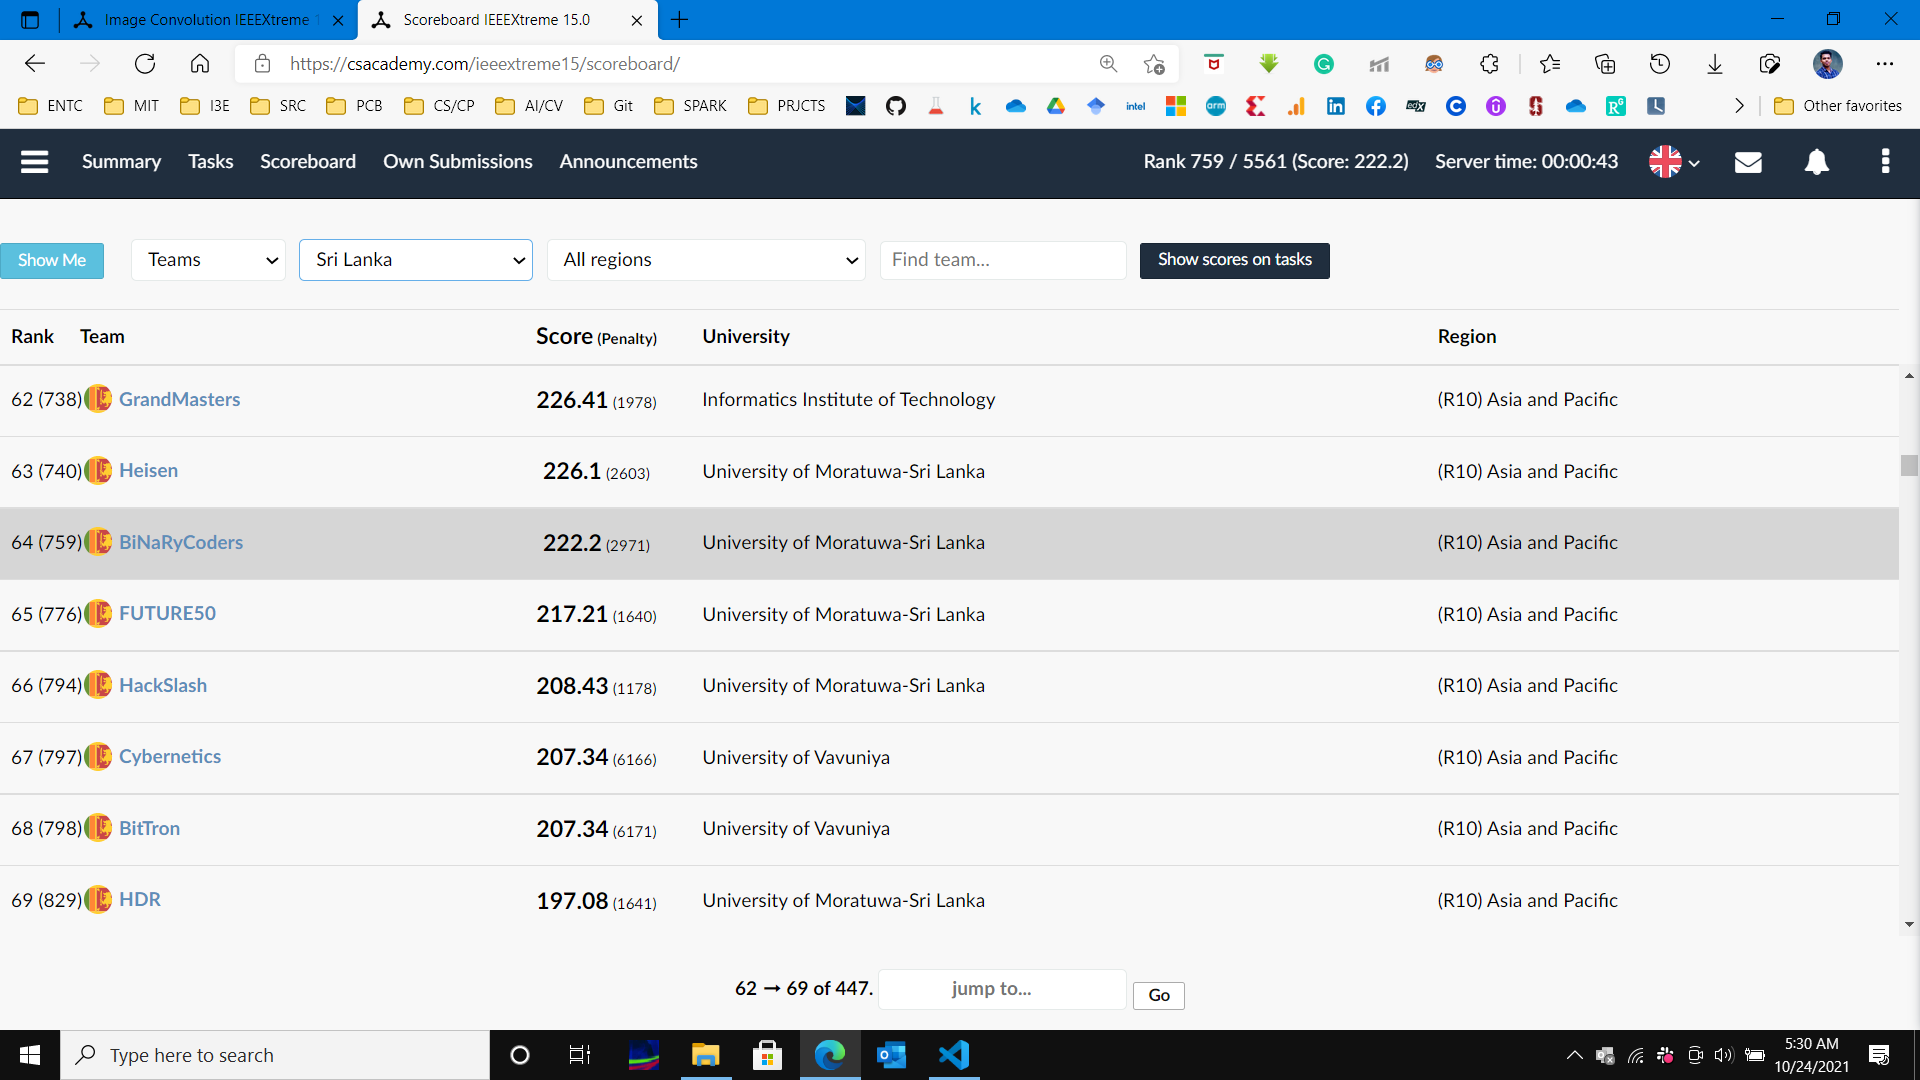 Image Convolution IEEEXtreme 1
Scoreboard IEEEXtreme 15.0
https://csacademy.com/ieeextreme15/scoreboard/
ENTC MIT I3E SRC PCB CS/CP AI/CV Git SPARK PRJCTS intel arm edX Other favorites
Summary Tasks Scoreboard Own Submissions Announcements Rank 759 / 5561 (Score: 222.2) Server time: 00:00:43
Show Me Teams Sri Lanka All regions Find team... Show scores on tasks
Rank Team Score (Penalty) University Region
62 (738) GrandMasters 226.41 (1978) Informatics Institute of Technology (R10) Asia and Pacific
63 (740) Heisen 226.1 (2603) University of Moratuwa-Sri Lanka (R10) Asia and Pacific
64 (759) BiNaRyCoders 222.2 (2971) University of Moratuwa-Sri Lanka (R10) Asia and Pacific
65 (776) FUTURE50 217.21 (1640) University of Moratuwa-Sri Lanka (R10) Asia and Pacific
66 (794) HackSlash 208.43 (1178) University of Moratuwa-Sri Lanka (R10) Asia and Pacific
67 (797) Cybernetics 207.34 (6166) University of Vavuniya (R10) Asia and Pacific
68 (798) BitTron 207.34 (6171) University of Vavuniya (R10) Asia and Pacific
69 (829) HDR 197.08 (1641) University of Moratuwa-Sri Lanka (R10) Asia and Pacific
62 → 69 of 447. jump to... Go
Type here to search
5:30 AM
10/24/2021